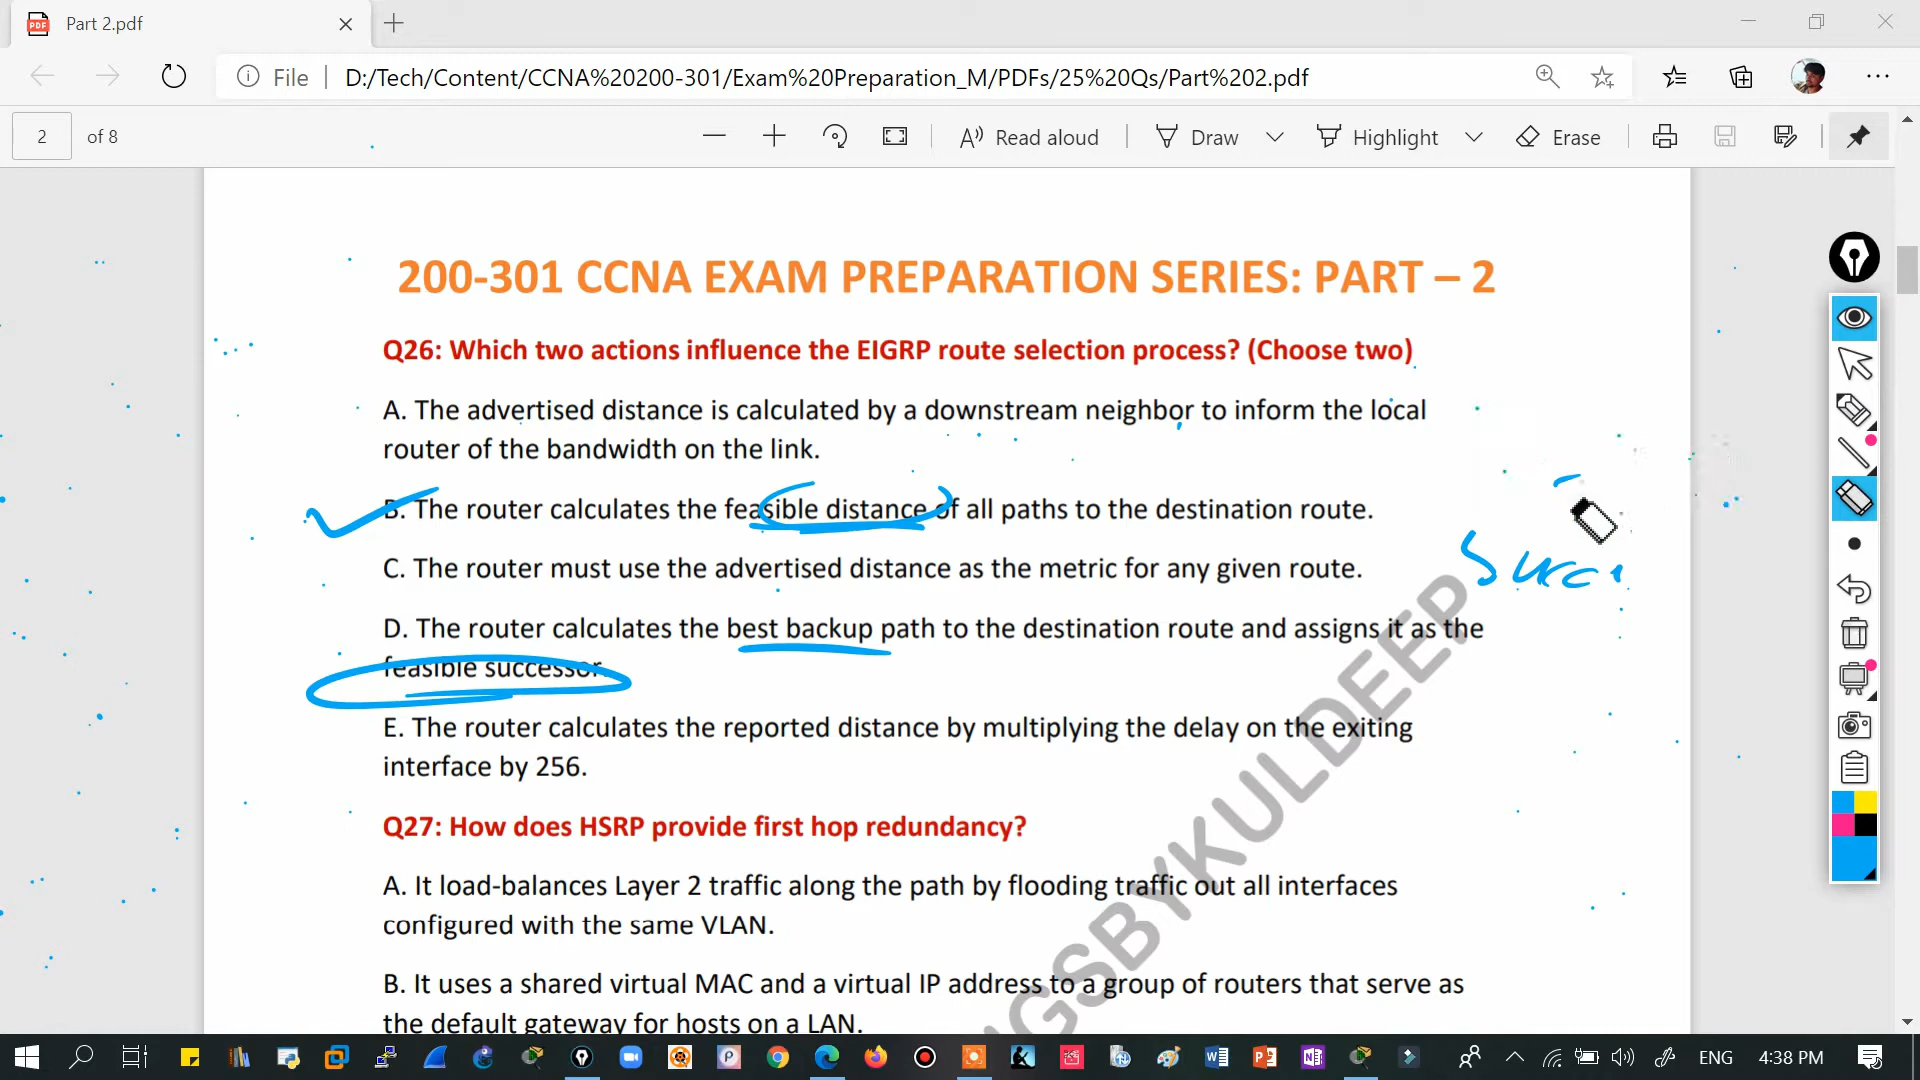 Part 2.pdf
File | D:/Tech/Content/CCNA%20200-301/Exam%20Preparation_M/PDFs/25%20Qs/Part%202.pdf
2 of 8
Read aloud Draw Highlight Erase
200-301 CCNA EXAM PREPARATION SERIES: PART – 2
Q26: Which two actions influence the EIGRP route selection process? (Choose two)
A. The advertised distance is calculated by a downstream neighbor to inform the local
router of the bandwidth on the link.
B. The router calculates the feasible distance of all paths to the destination route.
C. The router must use the advertised distance as the metric for any given route.
Succ
D. The router calculates the best backup path to the destination route and assigns it as the
feasible successor.
E. The router calculates the reported distance by multiplying the delay on the exiting
interface by 256.
Q27: How does HSRP provide first hop redundancy?
A. It load-balances Layer 2 traffic along the path by flooding traffic out all interfaces
configured with the same VLAN.
B. It uses a shared virtual MAC and a virtual IP address to a group of routers that serve as
the default gateway for hosts on a LAN.
GSBYKULDEEP
ENG 4:38 PM